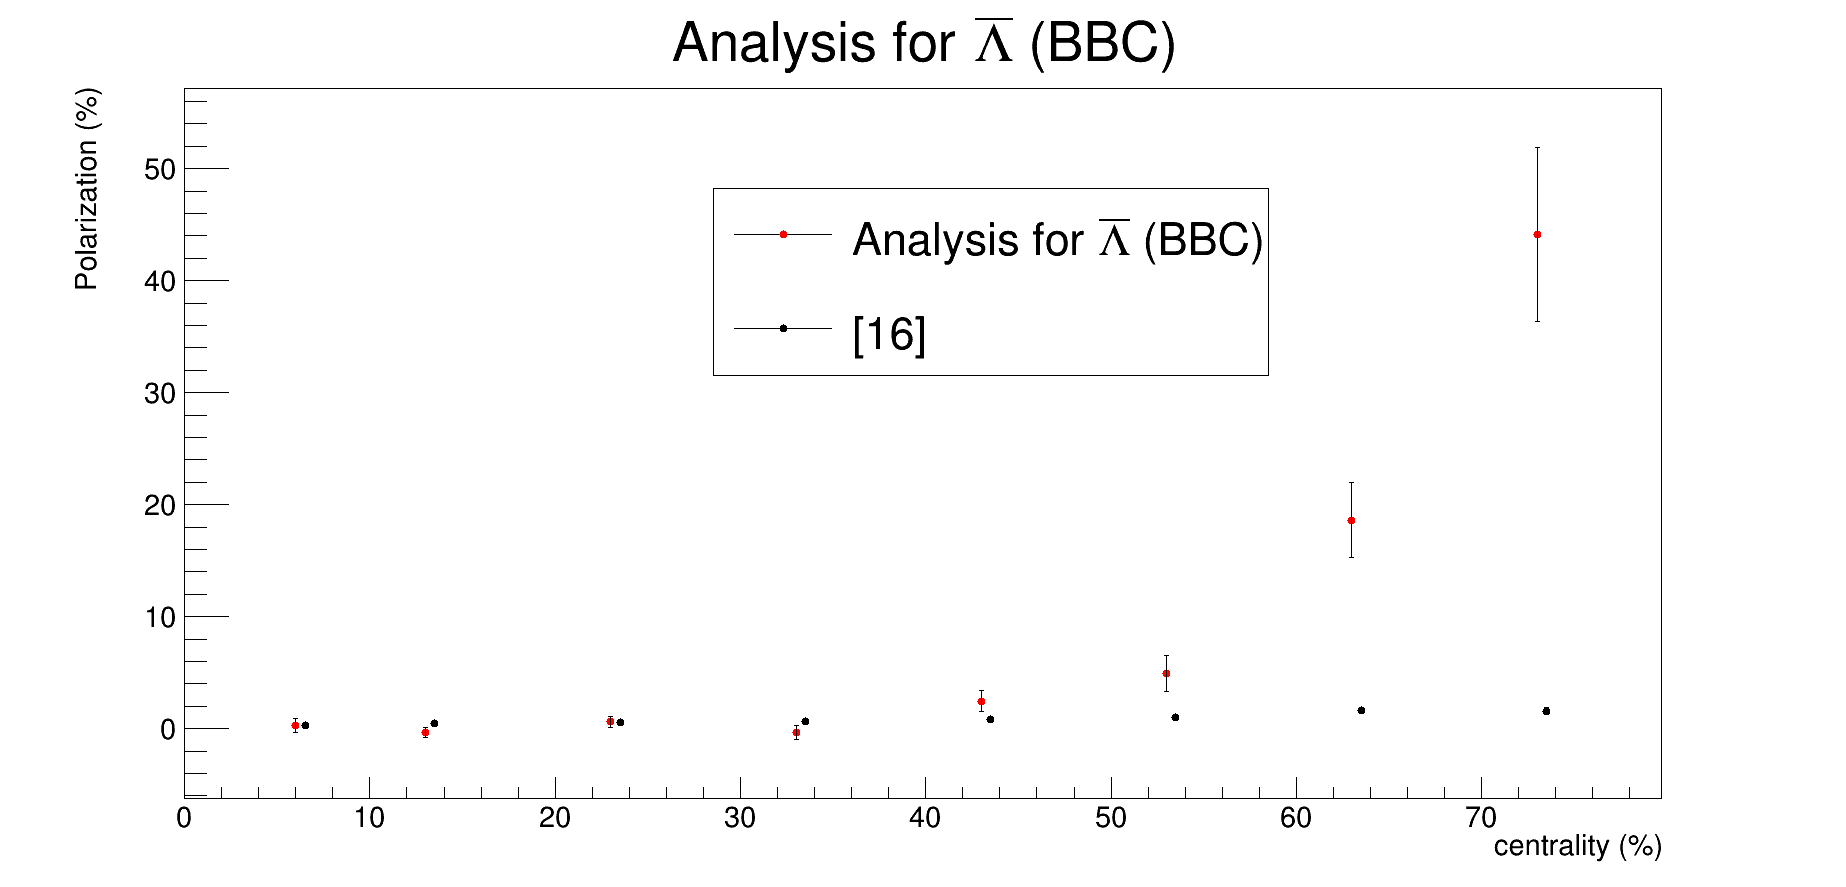 Analysis for Λ̅ (BBC)
Polarization (%)
50
40
30
20
10
0
Analysis for Λ̅ (BBC)
[16]
0 10 20 30 40 50 60 70
centrality (%)